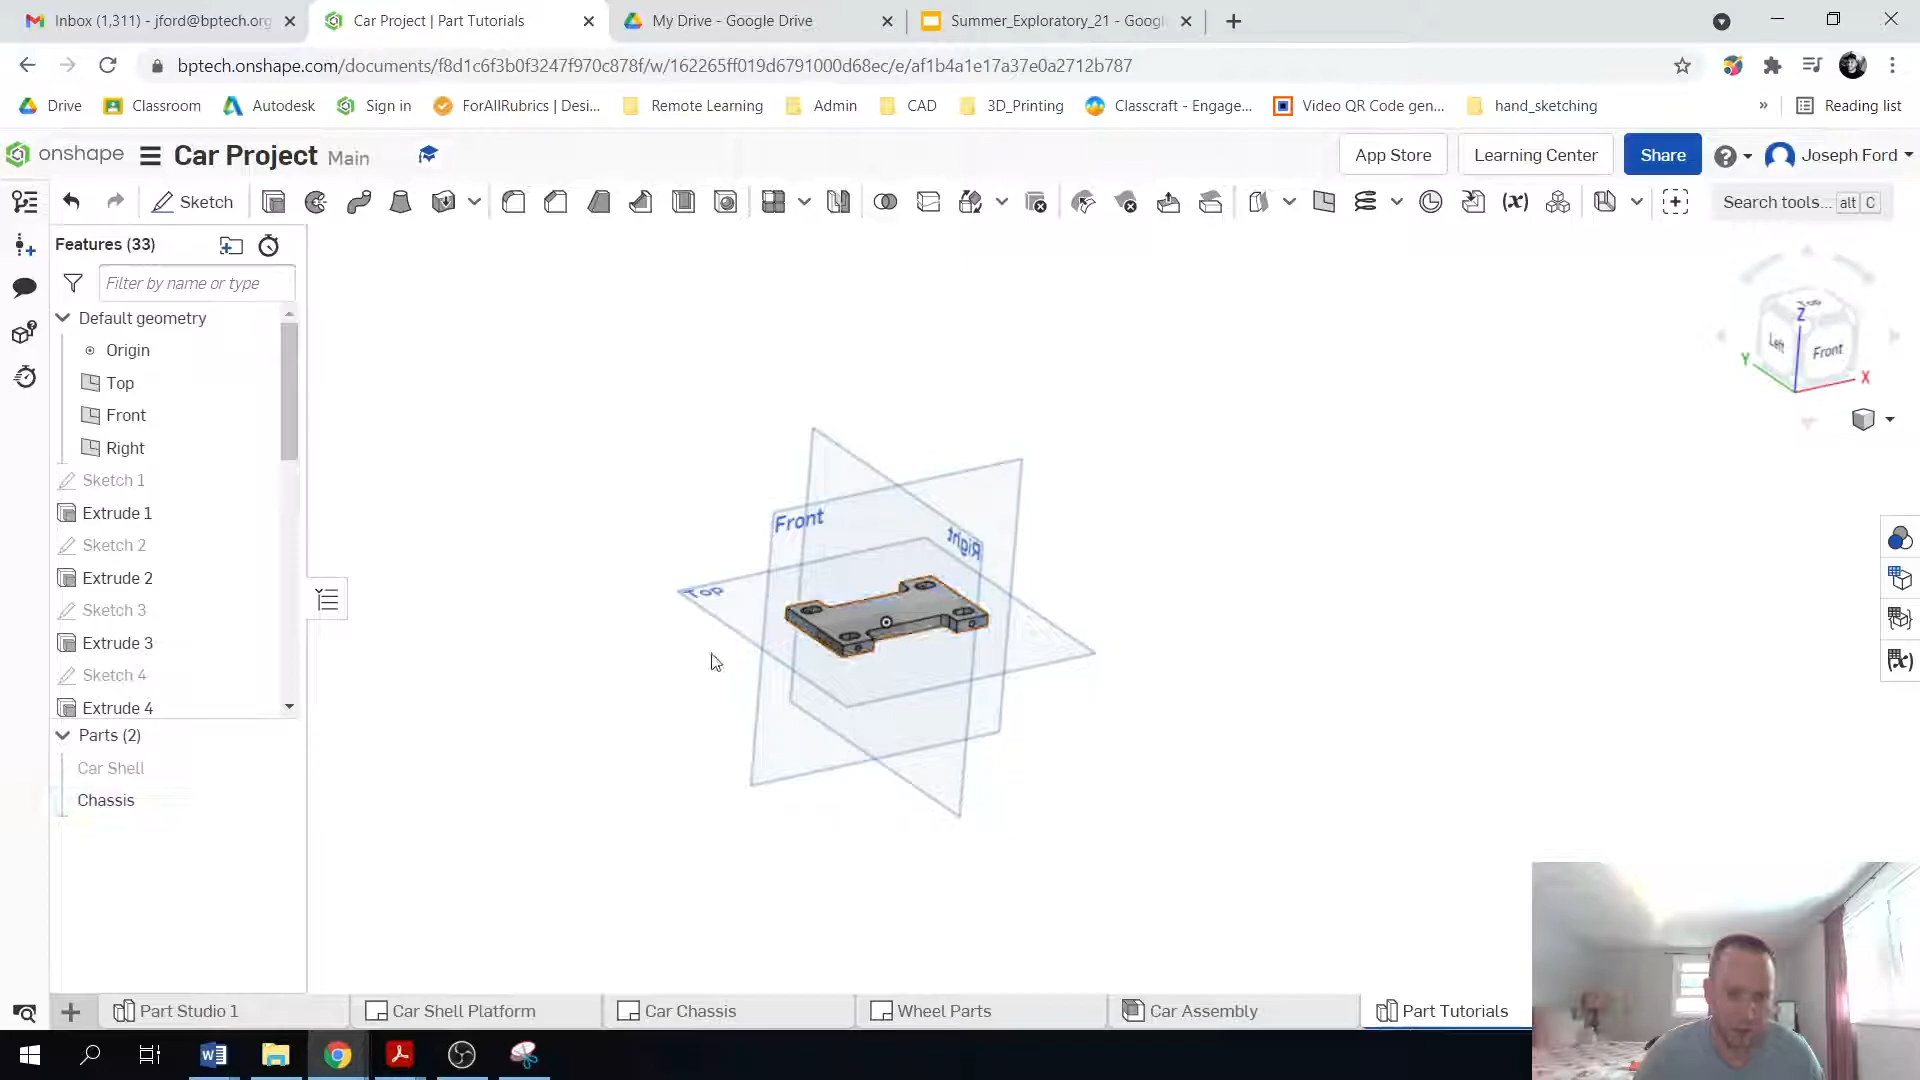 Inbox (1,311) - jford@bptech.org
Car Project | Part Tutorials
My Drive - Google Drive
Summer_Exploratory_21 - Googl
bptech.onshape.com/documents/f8d1c6f3b0f3247f970c878f/w/162265ff019d6791000d68ec/e/af1b4a1e17a37e0a2712b787
Drive
Classroom
Autodesk
Sign in
ForAllRubrics | Desi...
Remote Learning
Admin
CAD
3D_Printing
Classcraft - Engage...
Video QR Code gen...
hand_sketching
»
Reading list
onshape
Car Project Main
App Store
Learning Center
Share
Joseph Ford
Sketch
Search tools... alt C
Features (33)
Filter by name or type
Default geometry
Origin
Top
Front
Right
Sketch 1
Extrude 1
Sketch 2
Extrude 2
Sketch 3
Extrude 3
Sketch 4
Extrude 4
Parts (2)
Car Shell
Chassis
Front
Right
Top
Top
Z
Left
Front
Y
X
Part Studio 1
Car Shell Platform
Car Chassis
Wheel Parts
Car Assembly
Part Tutorials